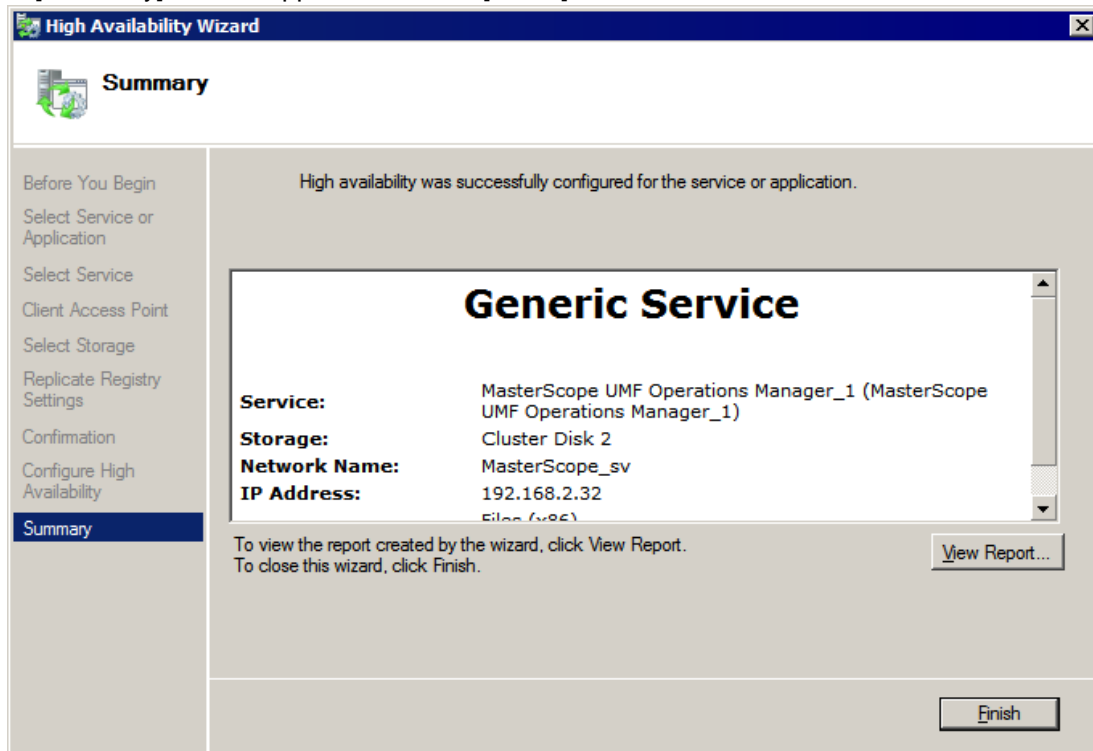 High Availability Wizard
Summary
Before You Begin
Select Service or
Application
Select Service
Client Access Point
Select Storage
Replicate Registry
Settings
Confirmation
Configure High
Availability
Summary
High availability was successfully configured for the service or application.
Generic Service
Service: MasterScope UMF Operations Manager_1 (MasterScope
UMF Operations Manager_1)
Storage: Cluster Disk 2
Network Name: MasterScope_sv
IP Address: 192.168.2.32
Files (x86)
To view the report created by the wizard, click View Report.
To close this wizard, click Finish.
View Report...
Finish